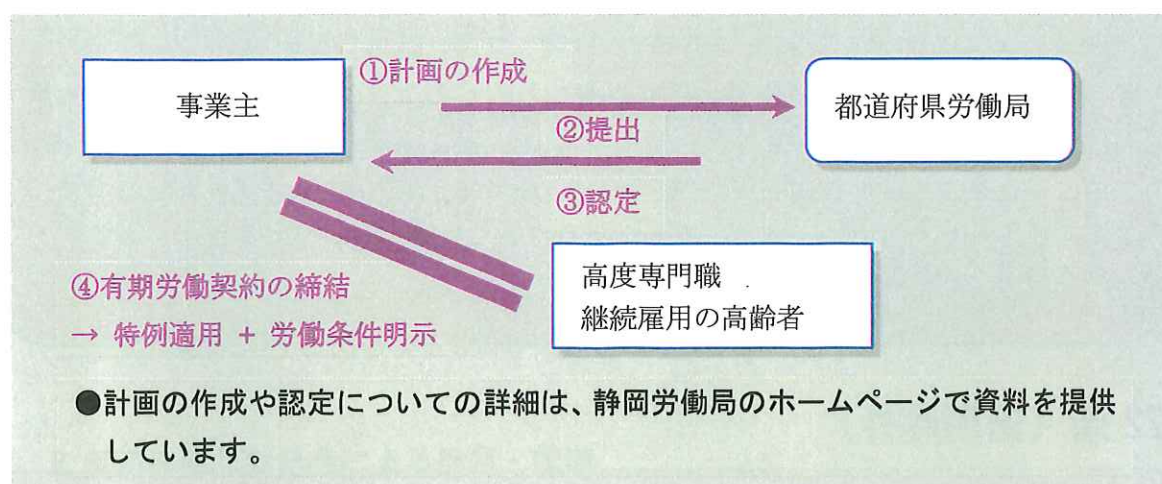 ①計画の作成
事業主
都道府県労働局
②提出
③認定
高度専門職
継続雇用の高齢者
④有期労働契約の締結
→ 特例適用 + 労働条件明示
●計画の作成や認定についての詳細は、静岡労働局のホームページで資料を提供
しています。